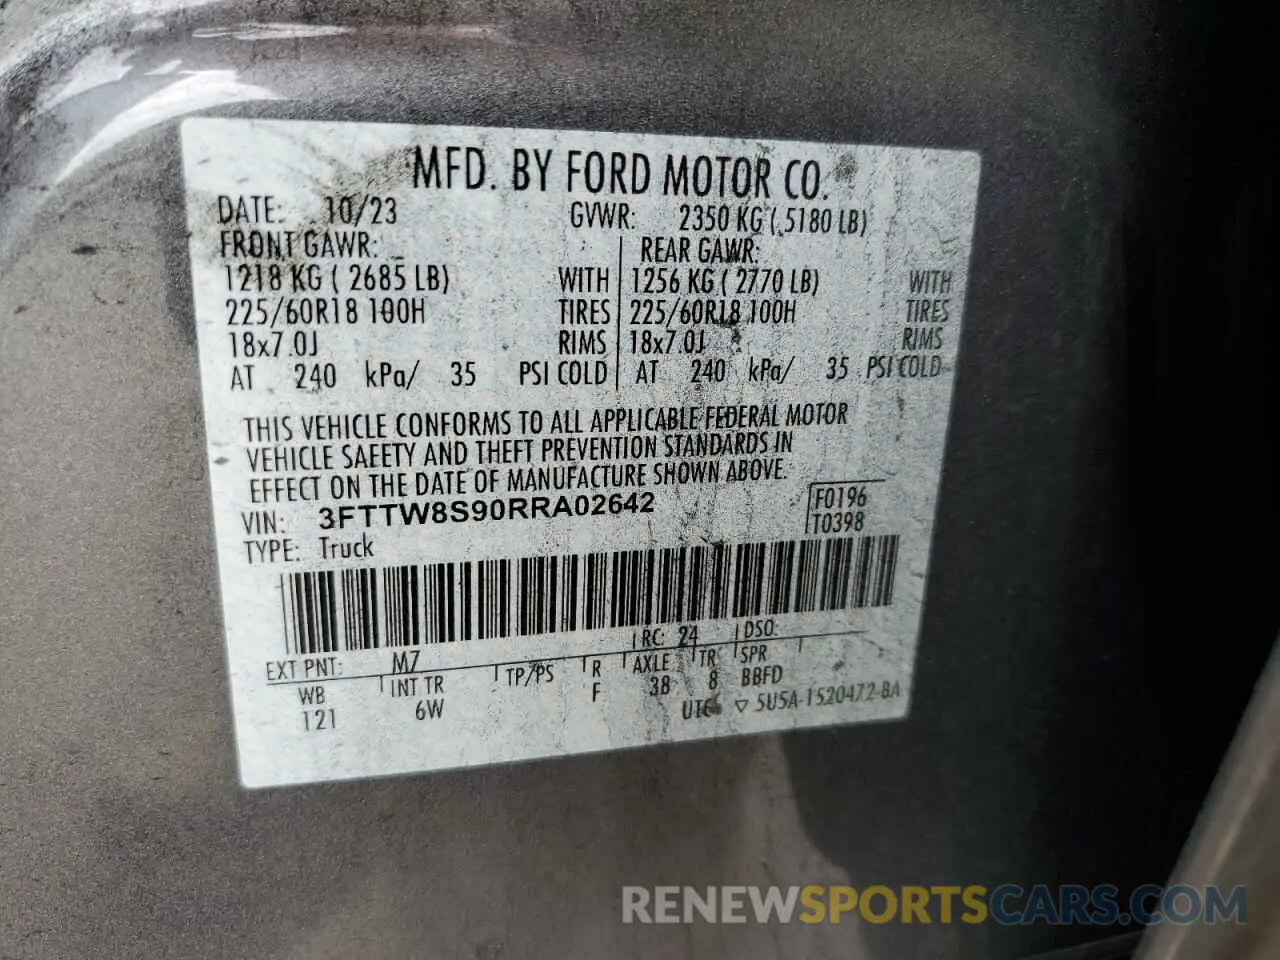 MFD. BY FORD MOTOR CO.
DATE: 10/23 GVWR: 2350 KG ( 5180 LB)
FRONT GAWR: REAR GAWR:
1218 KG ( 2685 LB) WITH 1256 KG ( 2770 LB) WITH
225/60R18 100H TIRES 225/60R18 100H TIRES
18x7.0J RIMS 18x7.0J RIMS
AT 240 kPa/ 35 PSI COLD AT 240 kPa/ 35 PSI COLD
THIS VEHICLE CONFORMS TO ALL APPLICABLE FEDERAL MOTOR
VEHICLE SAFETY AND THEFT PREVENTION STANDARDS IN
EFFECT ON THE DATE OF MANUFACTURE SHOWN ABOVE.
VIN: 3FTTW8S90RRA02642 F0196
TYPE: Truck T0398
EXT PNT: M7 RC: 24 DSO:
WB INT TR TP/PS R AXLE TR SPR
121 6W F 38 8 BBFD
UTC ▽ 5U5A-1520472-BA
RENEWSPORTSCARS.COM